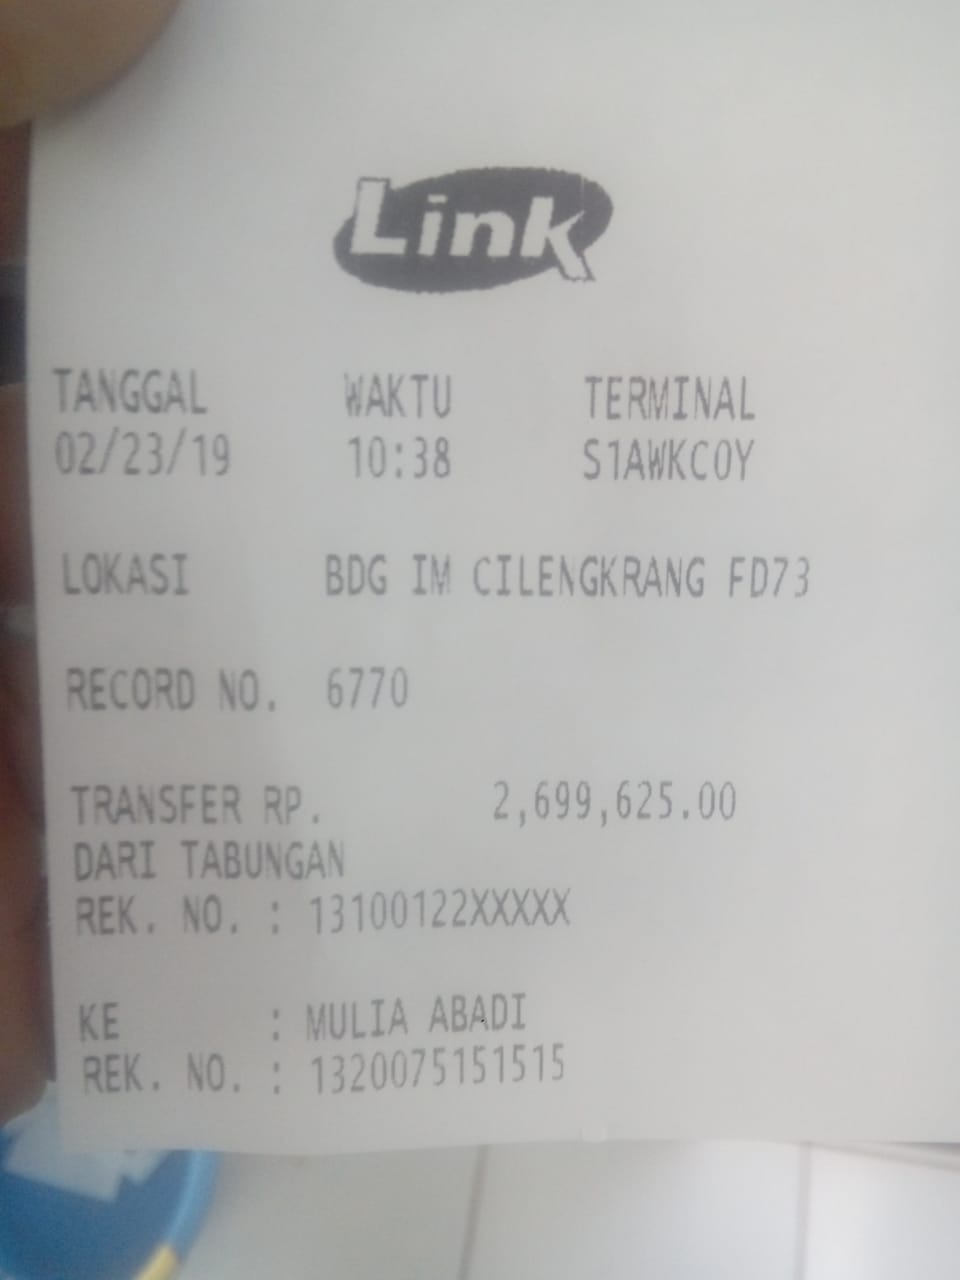 Link
TANGGAL WAKTU TERMINAL
02/23/19 10:38 S1AWKC0Y
LOKASI BDG IM CILENGKRANG FD73
RECORD NO. 6770
TRANSFER RP. 2,699,625.00
DARI TABUNGAN
REK. NO. : 13100122XXXXX
KE : MULIA ABADI
REK. NO. : 1320075151515